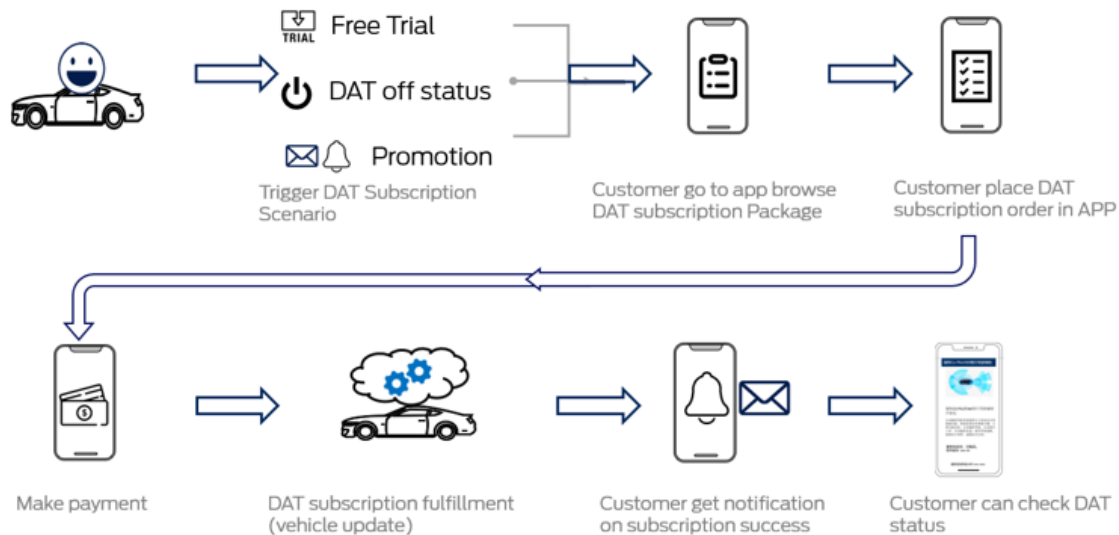 TRIAL
Free Trial
DAT off status
Promotion
Trigger DAT Subscription
Scenario
Customer go to app browse
DAT subscription Package
Customer place DAT
subscription order in APP
$
Make payment
DAT subscription fulfillment
(vehicle update)
Customer get notification
on subscription success
Customer can check DAT
status